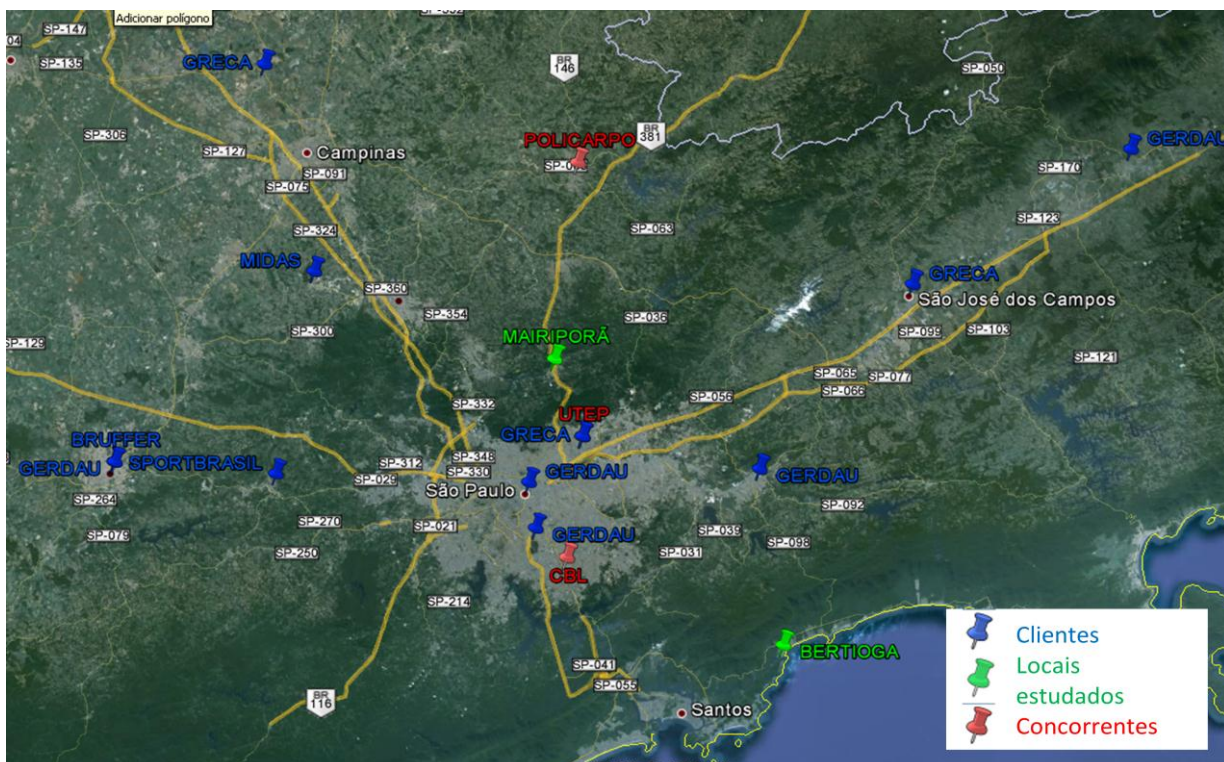 Adicionar polígono
SP-147
SP-135
GRECA
BR
146
SP-050
SP-306
SP-127
Campinas
POLICARPO
BR
381
GERDAU
SP-091
SP-075
SP-170
SP-324
SP-063
SP-123
MIDAS
GRECA
SP-360
São José dos Campos
SP-354
SP-036
SP-300
SP-099
SP-103
SP-129
MAIRIPORÃ
SP-121
SP-065
SP-077
SP-056
SP-066
SP-332
UTEP
GRECA
BRUFFER
GERDAU
SPORTBRASIL
SP-312
SP-348
SP-029
SP-330
GERDAU
GERDAU
São Paulo
SP-264
SP-092
SP-270
SP-021
SP-079
GERDAU
SP-039
SP-098
SP-250
SP-031
CBL
SP-214
Clientes
BERTIOGA
Locais
estudados
SP-041
SP-055
BR
116
Santos
Concorrentes